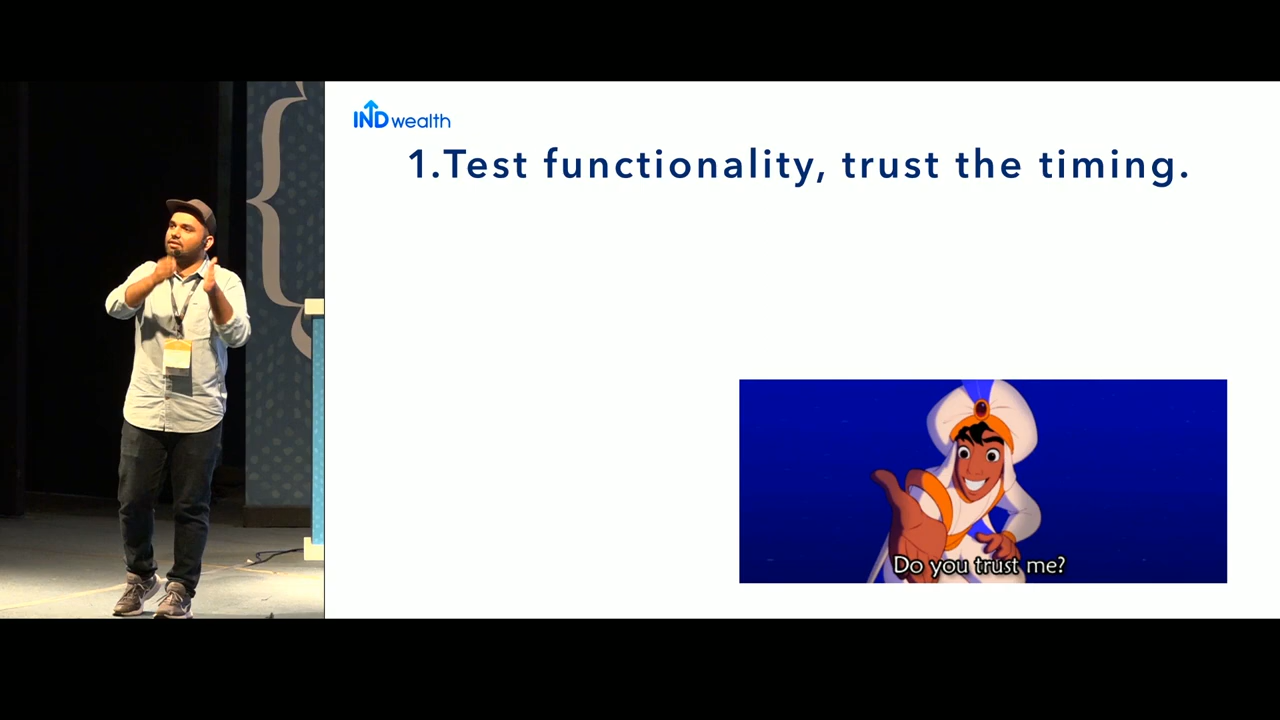 INDwealth
1.Test functionality, trust the timing.
Do you trust me?